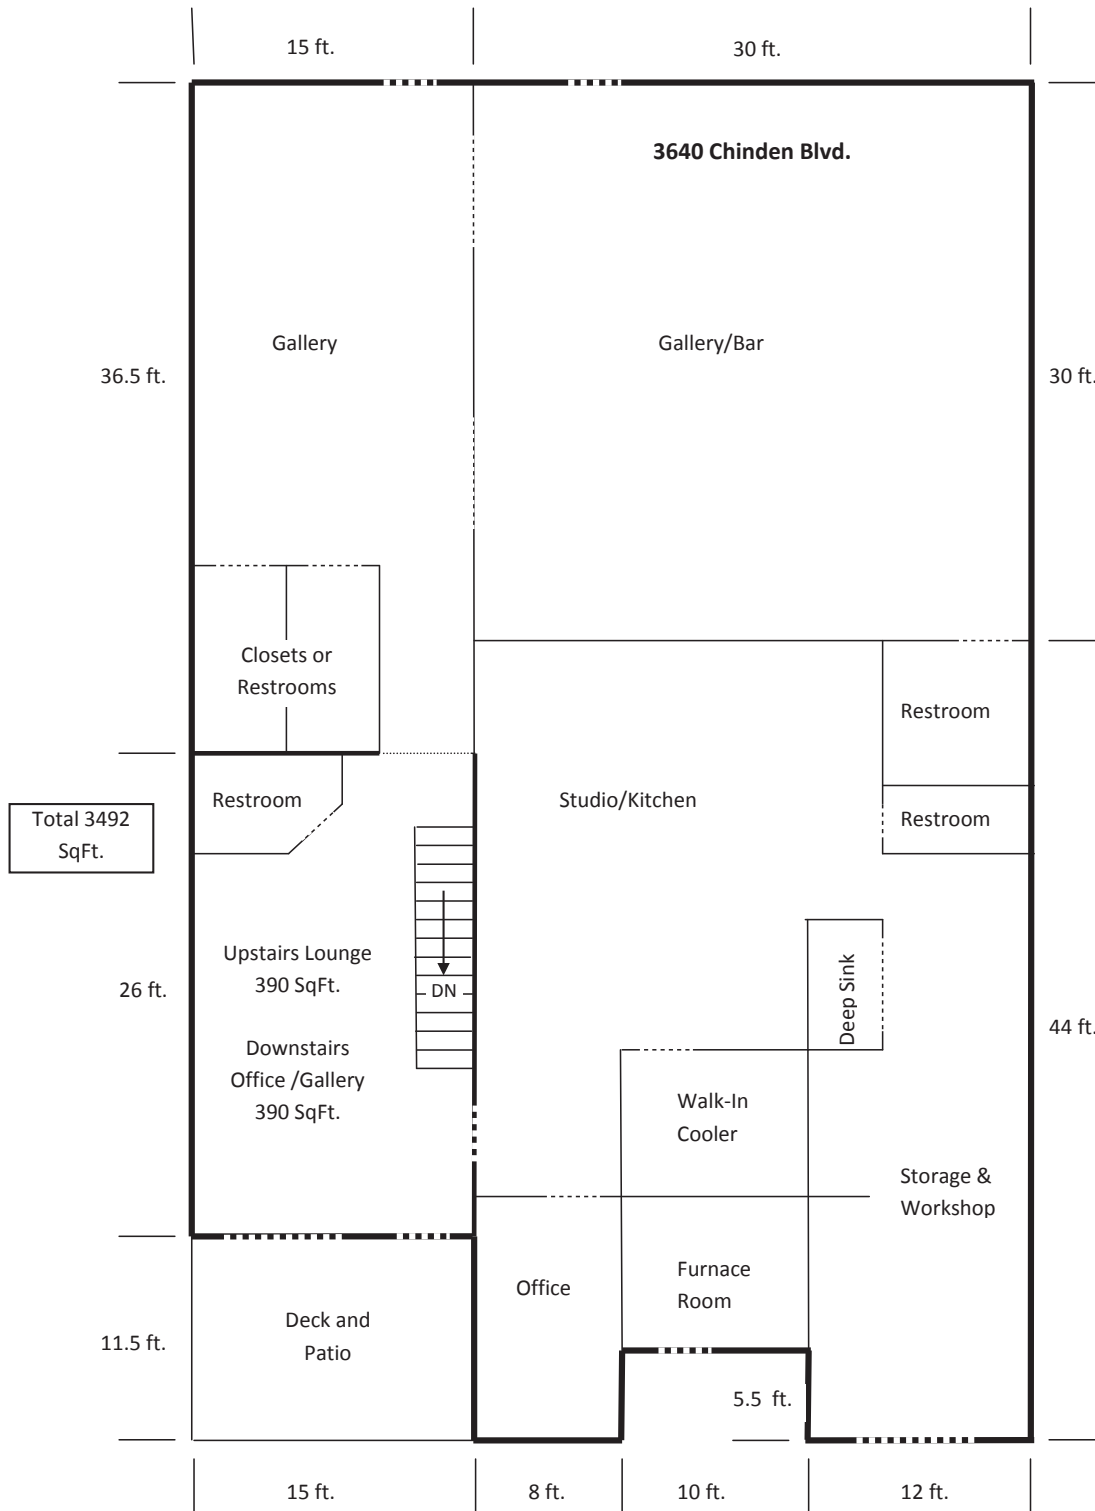 15 ft.
30 ft.
3640 Chinden Blvd.
Gallery
Gallery/Bar
36.5 ft.
30 ft.
Closets or
Restrooms
Restroom
Restroom
Studio/Kitchen
Restroom
Total 3492
SqFt.
Upstairs Lounge
390 SqFt.
Deep Sink
26 ft.
DN
44 ft.
Downstairs
Office /Gallery
390 SqFt.
Walk-In
Cooler
Storage &
Workshop
Office
Furnace
Room
Deck and
Patio
11.5 ft.
5.5 ft.
15 ft.
8 ft.
10 ft.
12 ft.